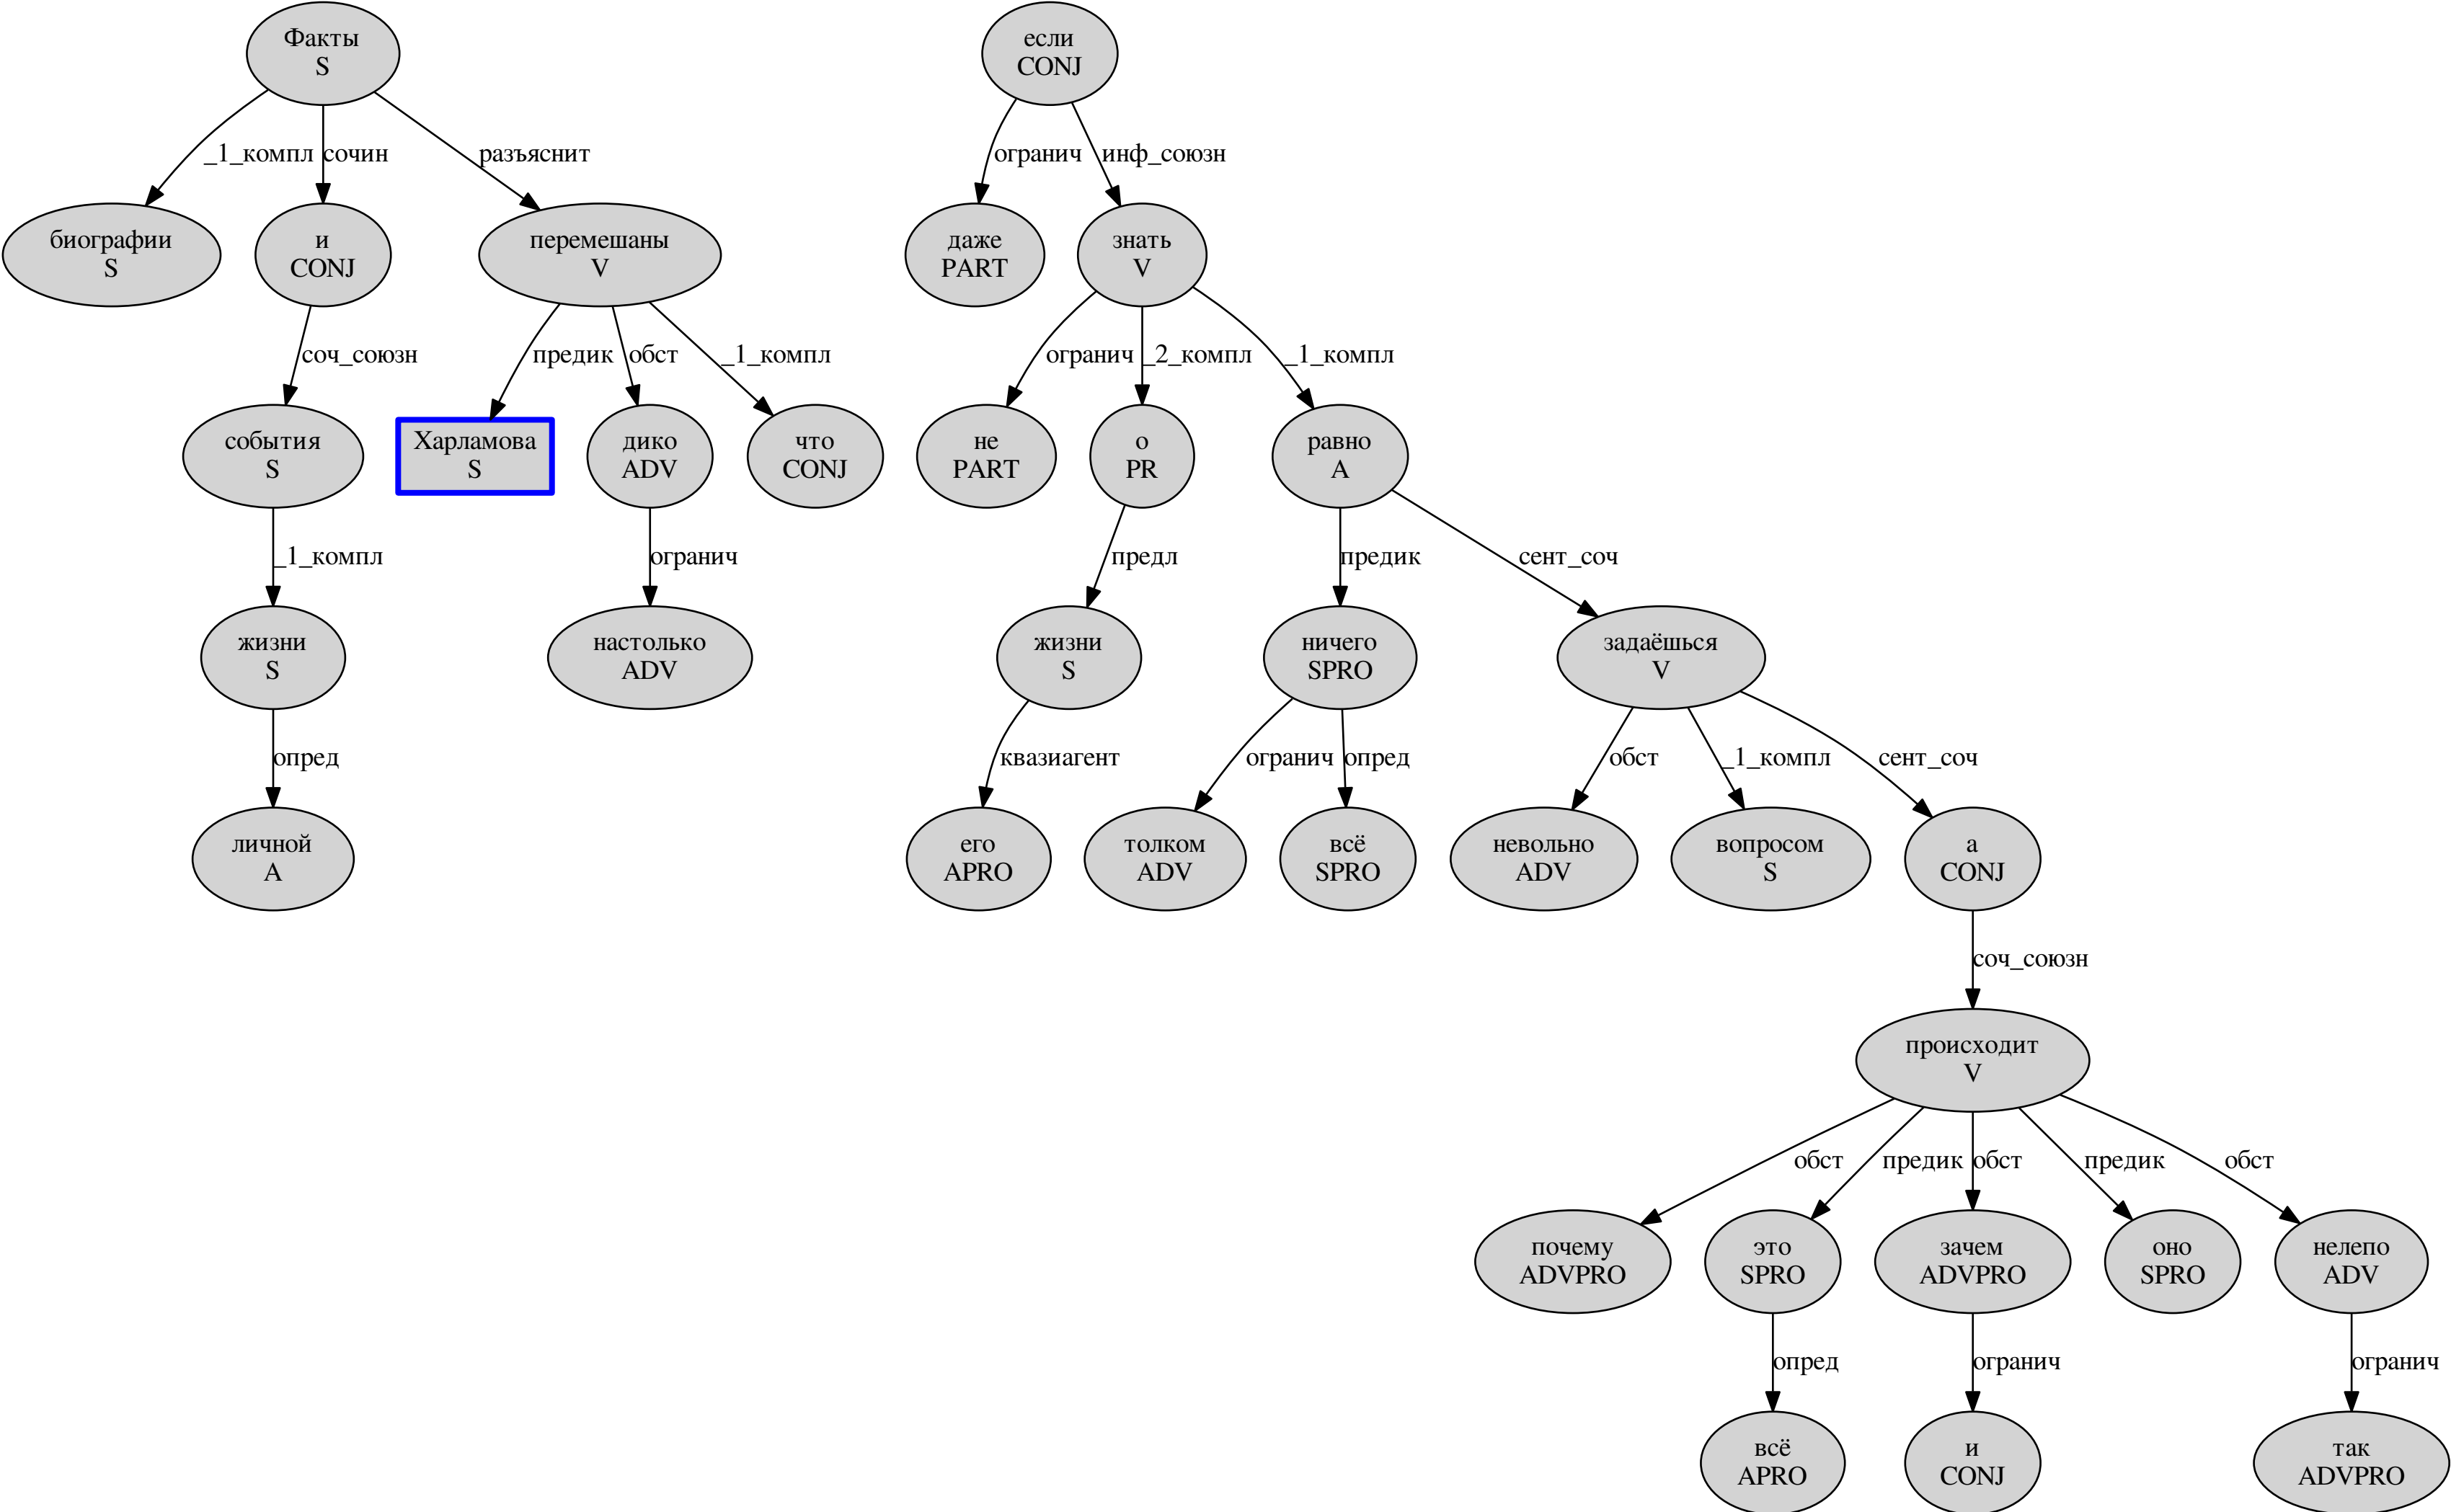 Факты
S
если
CONJ
_1_компл
сочин
разъяснит
огранич
инф_союзн
биографии
S
и
CONJ
перемешаны
V
даже
PART
знать
V
соч_союзн
предик
обст
_1_компл
огранич
_2_компл
_1_компл
события
S
Харламова
S
дико
ADV
что
CONJ
не
PART
о
PR
равно
A
_1_компл
огранич
предл
предик
сент_соч
жизни
S
настолько
ADV
жизни
S
ничего
SPRO
задаёшься
V
опред
квазиагент
огранич
опред
обст
_1_компл
сент_соч
личной
A
его
APRO
толком
ADV
всё
SPRO
невольно
ADV
вопросом
S
а
CONJ
соч_союзн
происходит
V
обст
предик
обст
предик
обст
почему
ADVPRO
это
SPRO
зачем
ADVPRO
оно
SPRO
нелепо
ADV
опред
огранич
огранич
всё
APRO
и
CONJ
так
ADVPRO